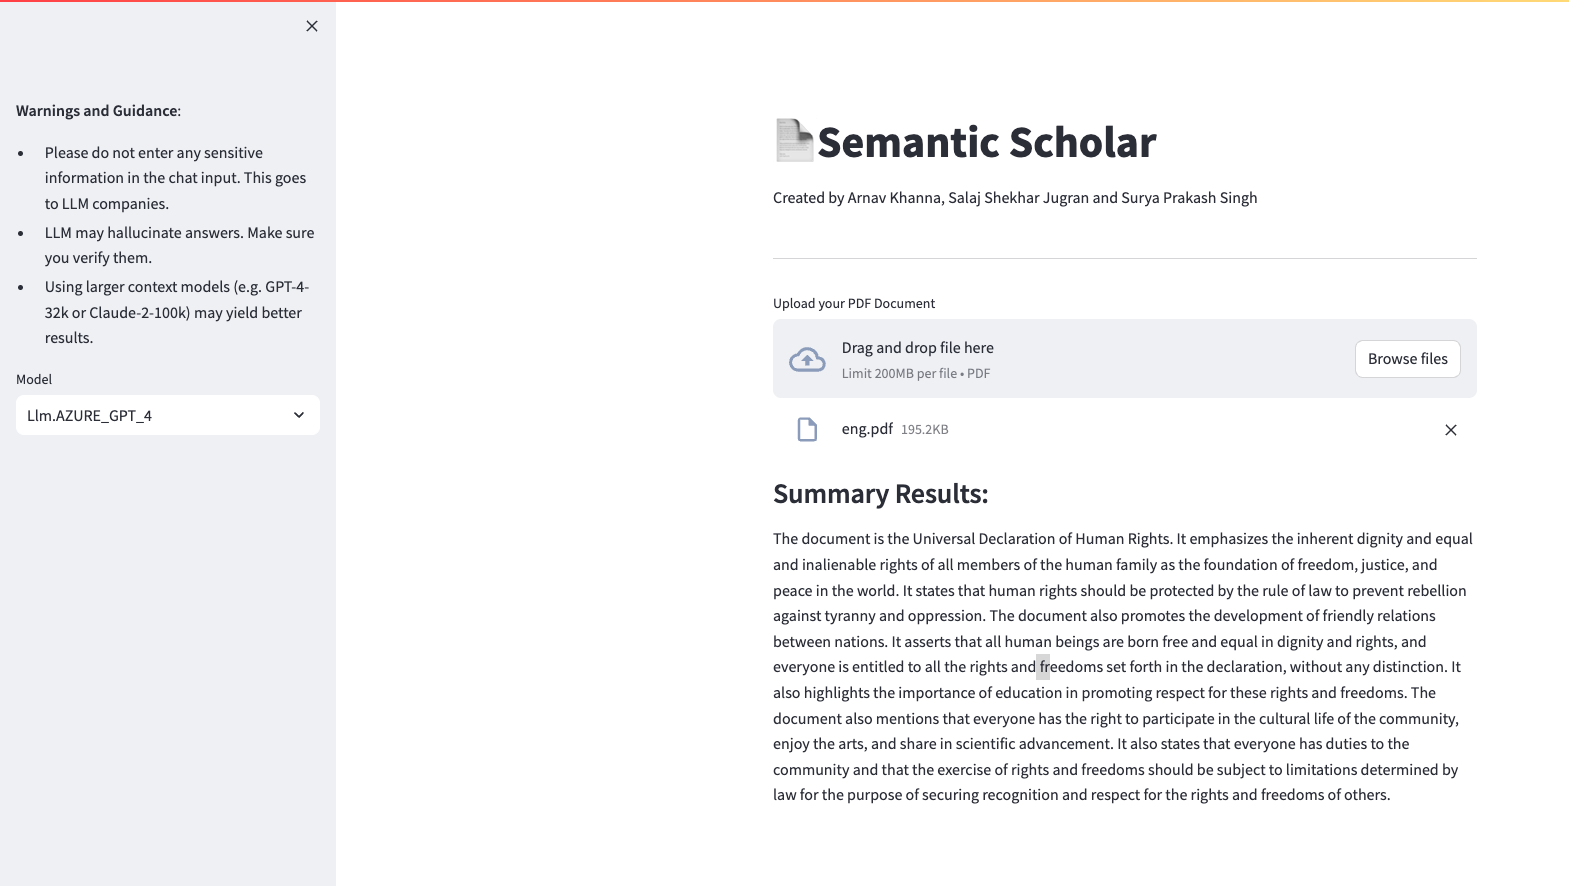 Warnings and Guidance:
• Please do not enter any sensitive
information in the chat input. This goes
to LLM companies.
• LLM may hallucinate answers. Make sure
you verify them.
• Using larger context models (e.g. GPT-4-
32k or Claude-2-100k) may yield better
results.
Model
Llm.AZURE_GPT_4
Semantic Scholar
Created by Arnav Khanna, Salaj Shekhar Jugran and Surya Prakash Singh
Upload your PDF Document
Drag and drop file here
Limit 200MB per file • PDF
Browse files
eng.pdf 195.2KB
Summary Results:
The document is the Universal Declaration of Human Rights. It emphasizes the inherent dignity and equal
and inalienable rights of all members of the human family as the foundation of freedom, justice, and
peace in the world. It states that human rights should be protected by the rule of law to prevent rebellion
against tyranny and oppression. The document also promotes the development of friendly relations
between nations. It asserts that all human beings are born free and equal in dignity and rights, and
everyone is entitled to all the rights and freedoms set forth in the declaration, without any distinction. It
also highlights the importance of education in promoting respect for these rights and freedoms. The
document also mentions that everyone has the right to participate in the cultural life of the community,
enjoy the arts, and share in scientific advancement. It also states that everyone has duties to the
community and that the exercise of rights and freedoms should be subject to limitations determined by
law for the purpose of securing recognition and respect for the rights and freedoms of others.